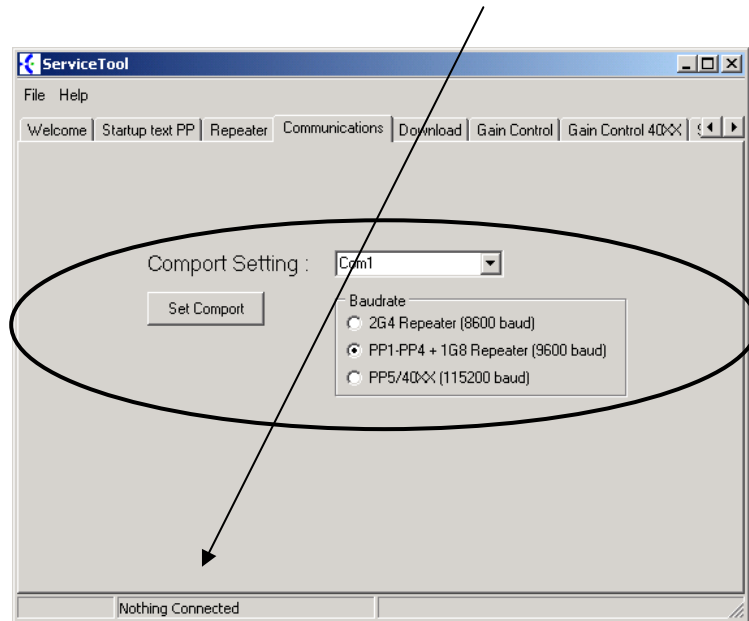 ServiceTool
File Help
Welcome Startup text PP Repeater Communications Download Gain Control Gain Control 40XX
Comport Setting : Com1
Set Comport
Baudrate
2G4 Repeater (8600 baud)
PP1-PP4 + 1G8 Repeater (9600 baud)
PP5/40XX (115200 baud)
Nothing Connected